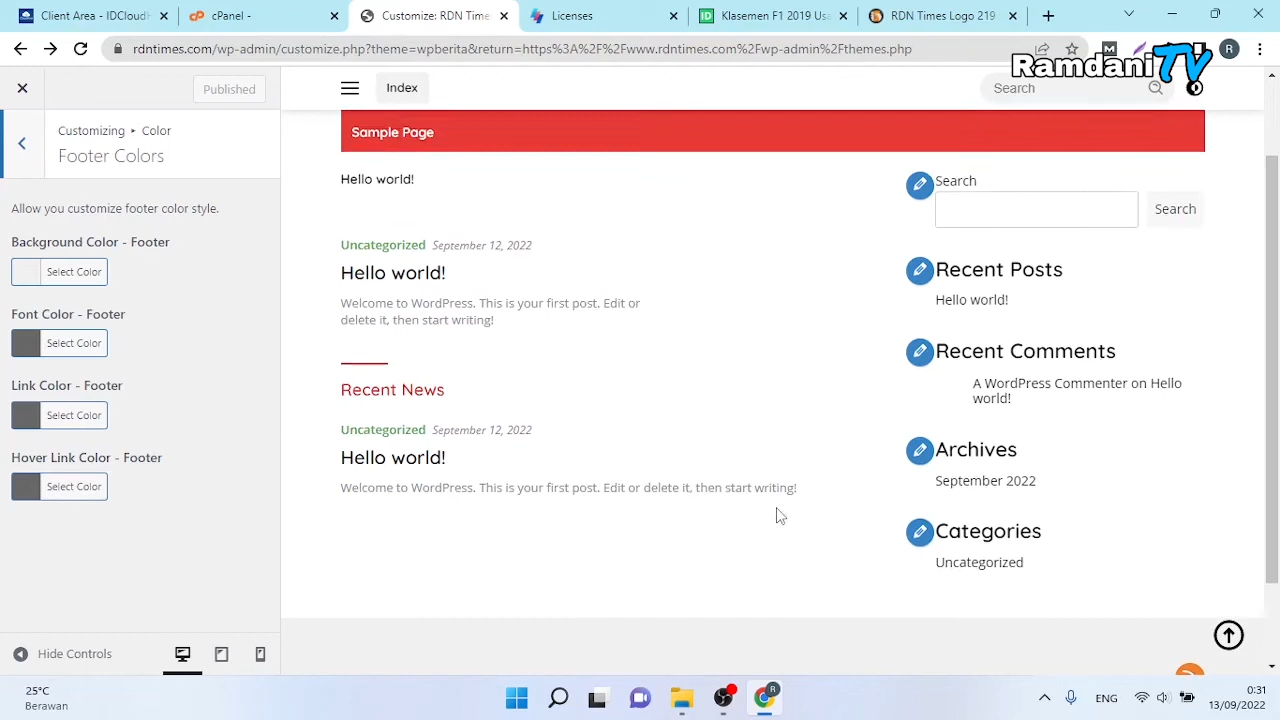 Client Area - IDCloudH
cPanel -
Customize: RDN Times
Licenses
Klasemen F1 2019 Usa
RDN Times Logo 219
rdntimes.com/wp-admin/customize.php?theme=wpberita&return=https%3A%2F%2Fwww.rdntimes.com%2Fwp-admin%2Fthemes.php
M
R
RamdaniTV
Published
Index
Search
Customizing ▸ Color
Footer Colors
Sample Page
Hello world!
Search
Search
Allow you customize footer color style.
Background Color - Footer
Select Color
Font Color - Footer
Select Color
Link Color - Footer
Select Color
Hover Link Color - Footer
Select Color
Uncategorized September 12, 2022
Hello world!
Welcome to WordPress. This is your first post. Edit or
delete it, then start writing!
Recent News
Uncategorized September 12, 2022
Hello world!
Welcome to WordPress. This is your first post. Edit or delete it, then start writing!
Recent Posts
Hello world!
Recent Comments
A WordPress Commenter on Hello
world!
Archives
September 2022
Categories
Uncategorized
Hide Controls
25°C
Berawan
R
ENG
0:31
13/09/2022